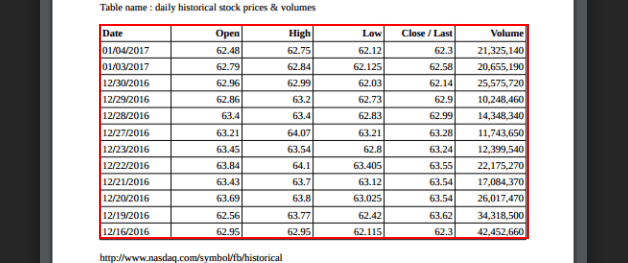 Table name : daily historical stock prices & volumes
Date Open High Low Close / Last Volume
01/04/2017 62.48 62.75 62.12 62.3 21,325,140
01/03/2017 62.79 62.84 62.125 62.58 20,655,190
12/30/2016 62.96 62.99 62.03 62.14 25,575,720
12/29/2016 62.86 63.2 62.73 62.9 10,248,460
12/28/2016 63.4 63.4 62.83 62.99 14,348,340
12/27/2016 63.21 64.07 63.21 63.28 11,743,650
12/23/2016 63.45 63.54 62.8 63.24 12,399,540
12/22/2016 63.84 64.1 63.405 63.55 22,175,270
12/21/2016 63.43 63.7 63.12 63.54 17,084,370
12/20/2016 63.69 63.8 63.025 63.54 26,017,470
12/19/2016 62.56 63.77 62.42 63.62 34,318,500
12/16/2016 62.95 62.95 62.115 62.3 42,452,660
http://www.nasdaq.com/symbol/fb/historical